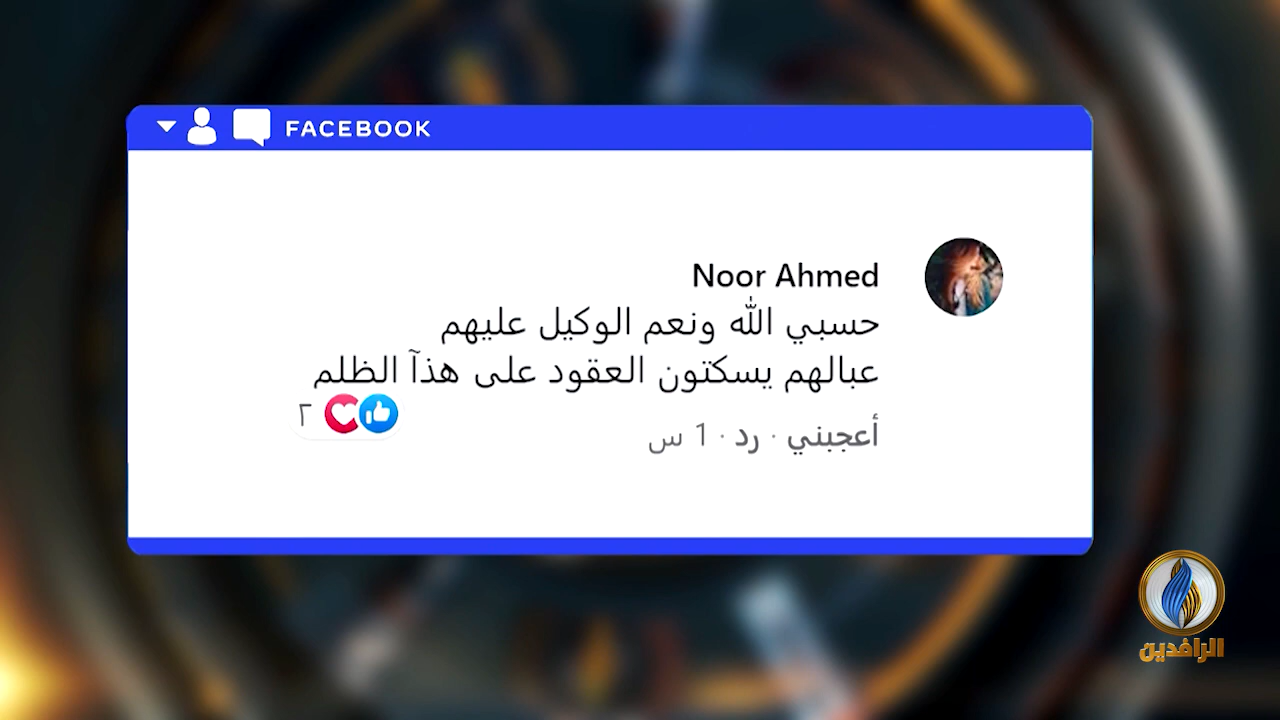 FACEBOOK
Noor Ahmed
حسبي الله ونعم الوكيل عليهم
عبالهم يسكتون العقود على هذآ الظلم
٢
أعجبني · رد · 1 س
الرافدين